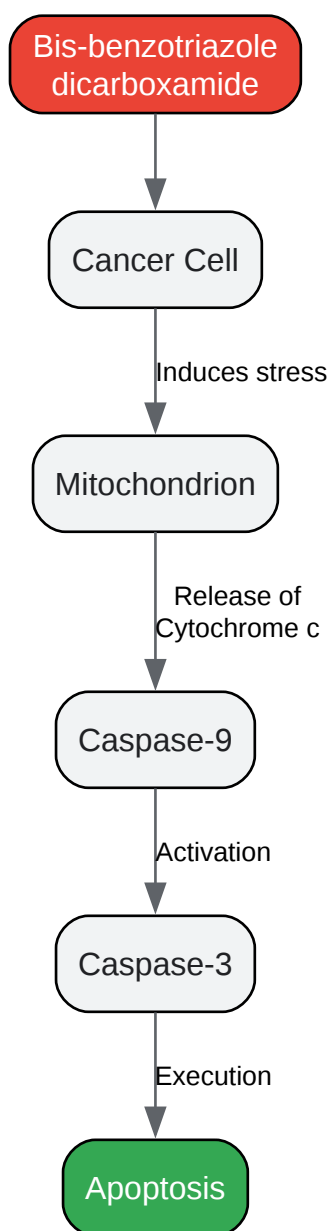 Bis-benzotriazole
dicarboxamide
Cancer Cell
Induces stress
Mitochondrion
Release of
Cytochrome c
Caspase-9
Activation
Caspase-3
Execution
Apoptosis